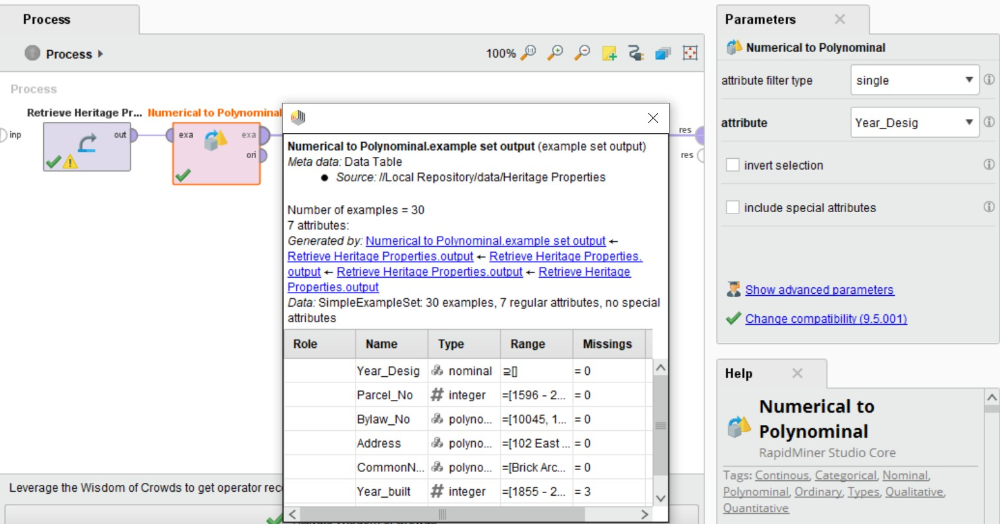 Process
Process
100%
Process
Retrieve Heritage Pr... Numerical to Polynominal
inp
out
exa
exa
ori
res
res
Numerical to Polynominal.example set output (example set output)
Meta data: Data Table
● Source: //Local Repository/data/Heritage Properties
Number of examples = 30
7 attributes:
Generated by: Numerical to Polynominal.example set output ←
Retrieve Heritage Properties.output ← Retrieve Heritage Properties.
output ← Retrieve Heritage Properties.output ← Retrieve Heritage
Properties.output
Data: SimpleExampleSet: 30 examples, 7 regular attributes, no special
attributes
Role Name Type Range Missings
Year_Desig nominal ⊇[] = 0
Parcel_No # integer =[1596 - 2... = 0
Bylaw_No polyno... =[10045, 1... = 0
Address polyno... =[102 East ... = 0
CommonN... polyno... =[Brick Arc... = 0
Year_built # integer =[1855 - 2... = 3
Leverage the Wisdom of Crowds to get operator rec
Parameters
Numerical to Polynominal
attribute filter type single
attribute Year_Desig
invert selection
include special attributes
Show advanced parameters
Change compatibility (9.5.001)
Help
Numerical to
Polynominal
RapidMiner Studio Core
Tags: Continous, Categorical, Nominal,
Polynominal, Ordinary, Types, Qualitative,
Quantitative